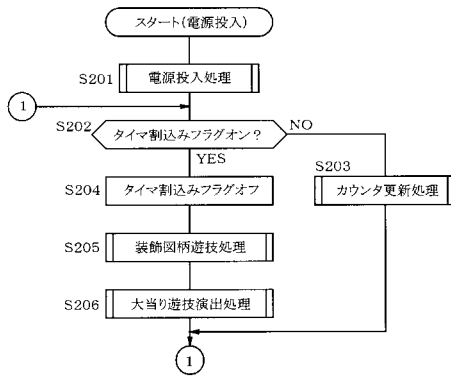 スタート(電源投入)
S201
電源投入処理
1
S202
タイマ割込みフラグオン?
NO
YES
S203
S204
タイマ割込みフラグオフ
カウンタ更新処理
S205
装飾図柄遊技処理
S206
大当り遊技演出処理
1